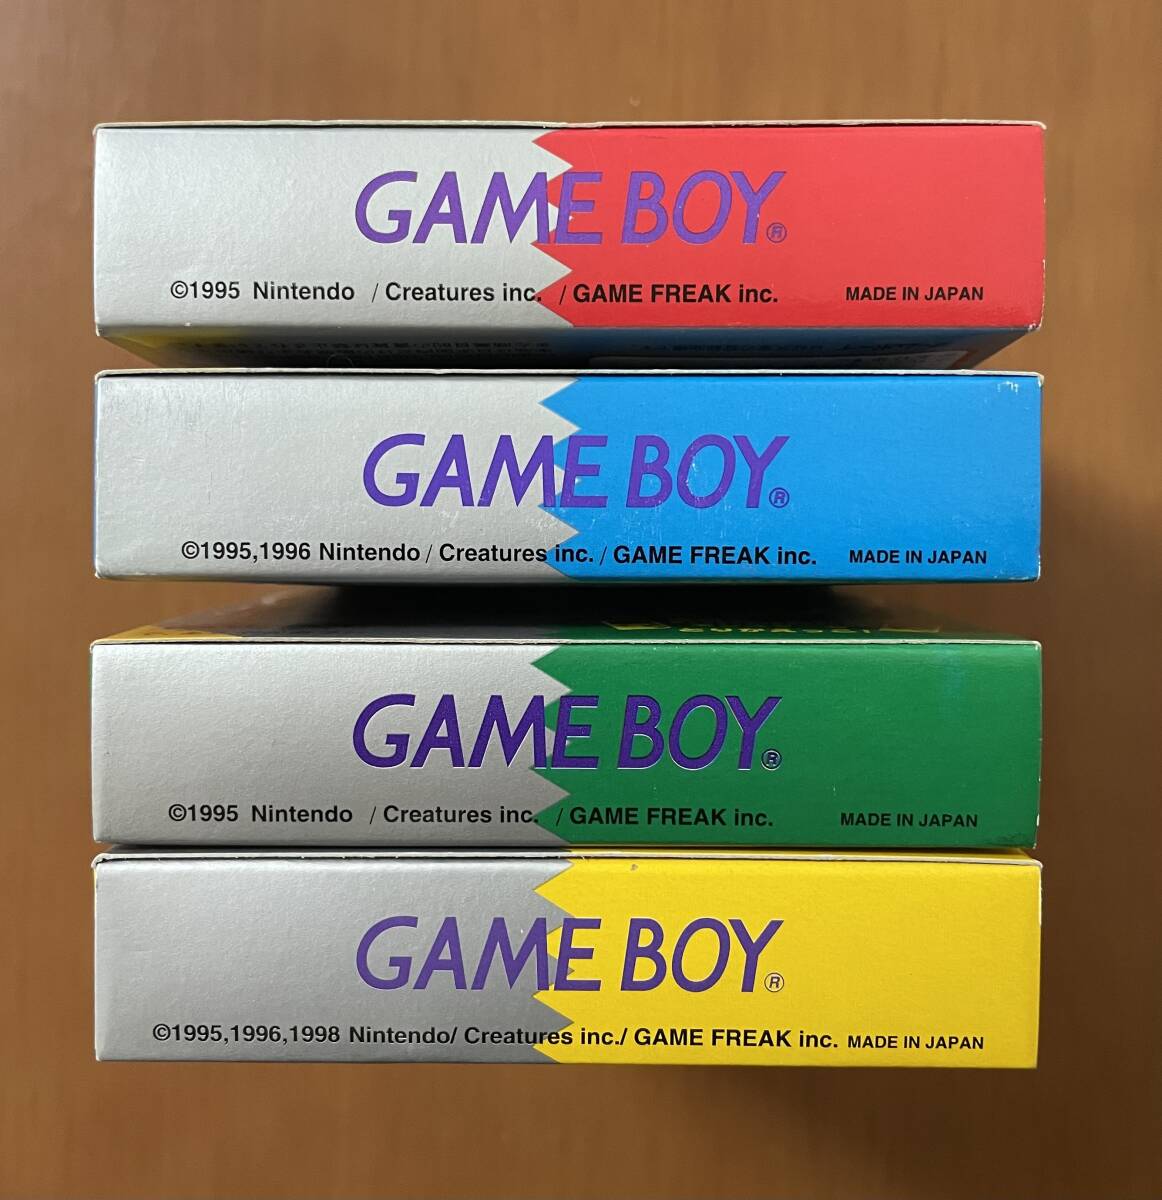 GAME BOY®
©1995 Nintendo / Creatures inc. / GAME FREAK inc. MADE IN JAPAN
GAME BOY®
©1995,1996 Nintendo / Creatures inc. / GAME FREAK inc. MADE IN JAPAN
GAME BOY®
©1995 Nintendo / Creatures inc. / GAME FREAK inc. MADE IN JAPAN
GAME BOY®
©1995,1996,1998 Nintendo/ Creatures inc./ GAME FREAK inc. MADE IN JAPAN